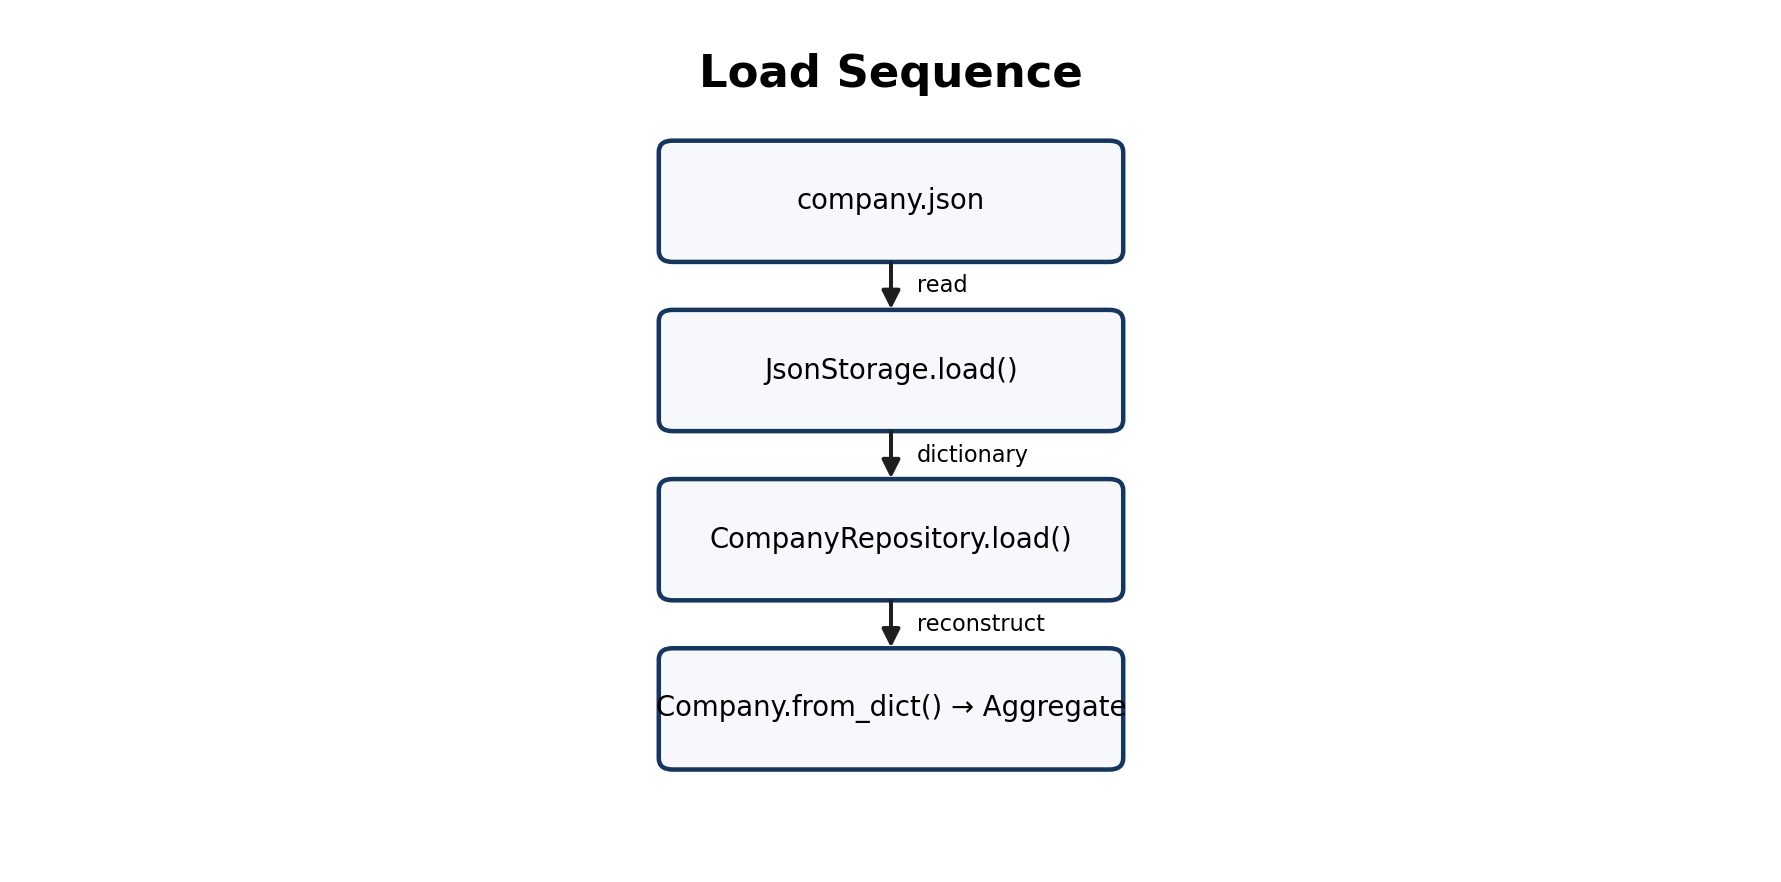 Load Sequence
company.json
read
JsonStorage.load()
dictionary
CompanyRepository.load()
reconstruct
Company.from_dict() → Aggregate